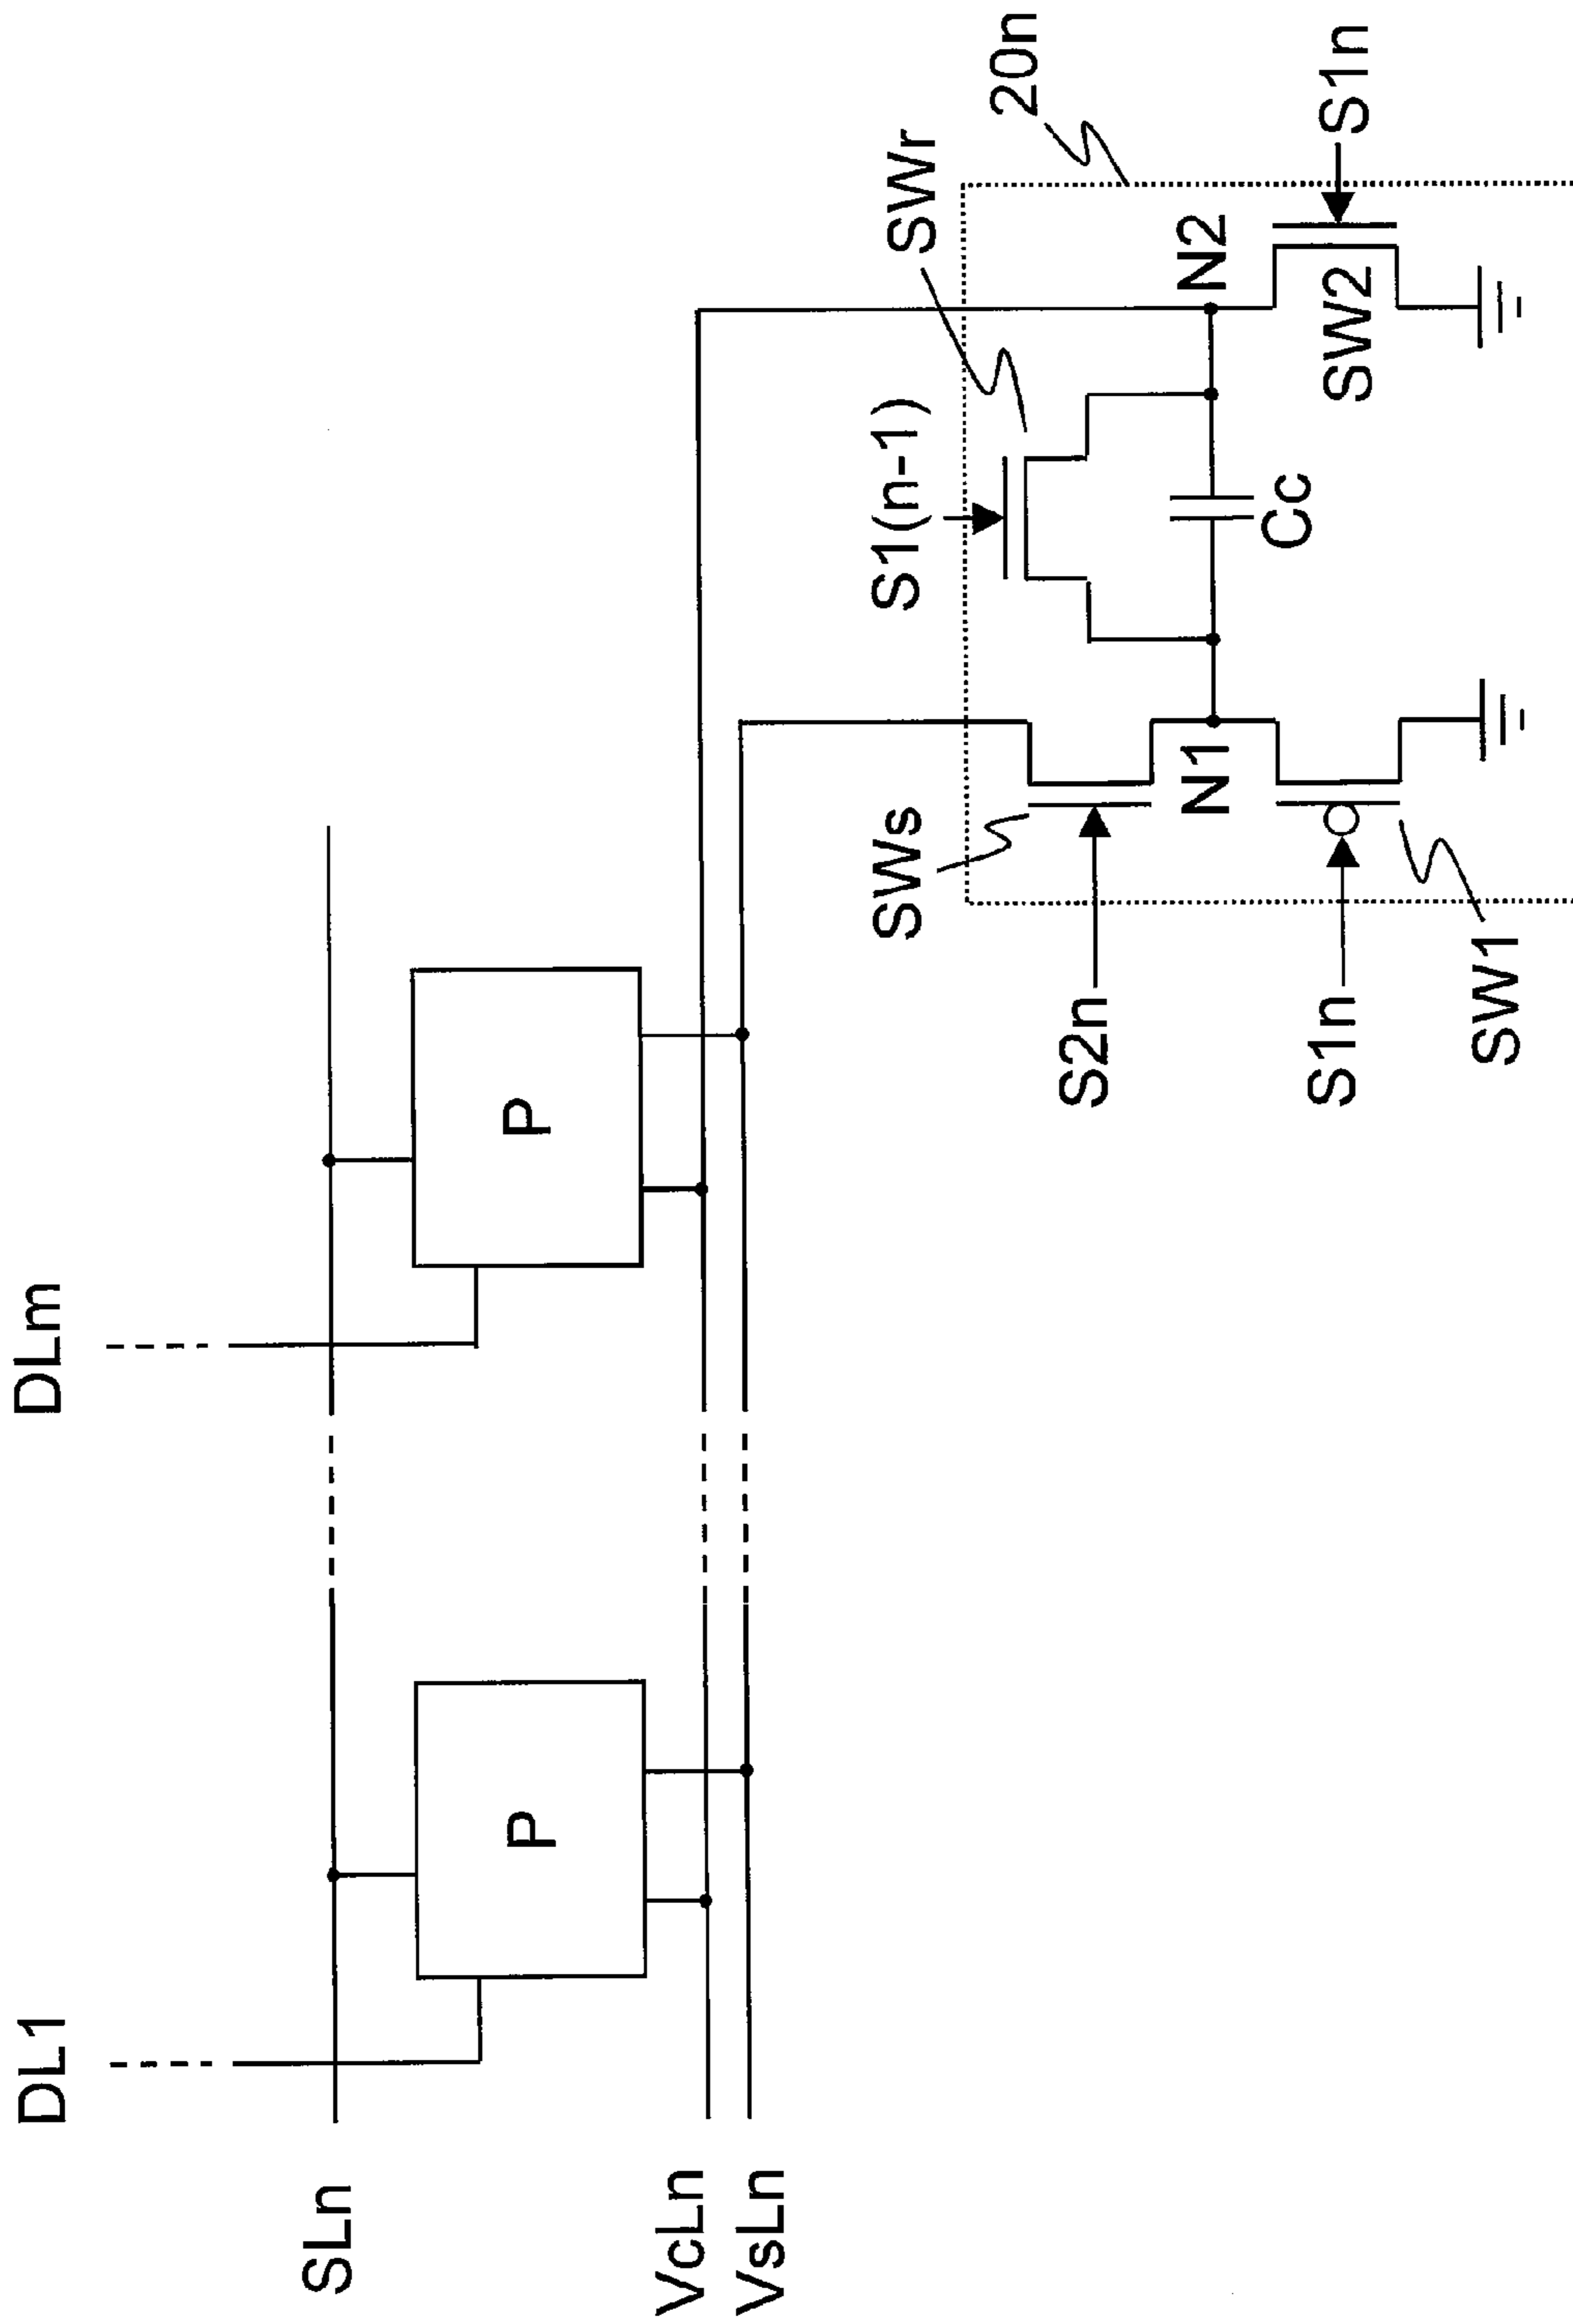 DL1
DLm
SLn
P
P
VcLn
VsLn
SWs
S1(n-1)
SWr
20n
S2n
N1
N2
Cc
S1n
S1n
SW1
SW2